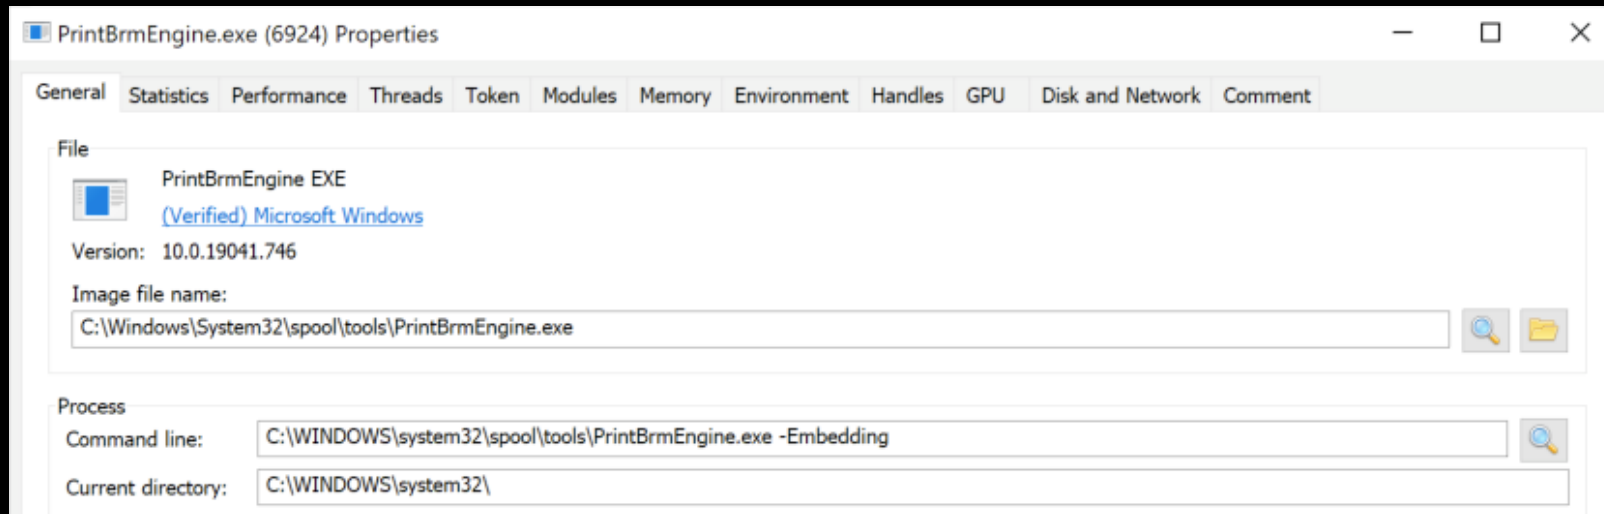 PrintBrmEngine.exe (6924) Properties
General Statistics Performance Threads Token Modules Memory Environment Handles GPU Disk and Network Comment
File
PrintBrmEngine EXE
(Verified) Microsoft Windows
Version: 10.0.19041.746
Image file name:
C:\Windows\System32\spool\tools\PrintBrmEngine.exe
Process
Command line: C:\WINDOWS\system32\spool\tools\PrintBrmEngine.exe -Embedding
Current directory: C:\WINDOWS\system32\